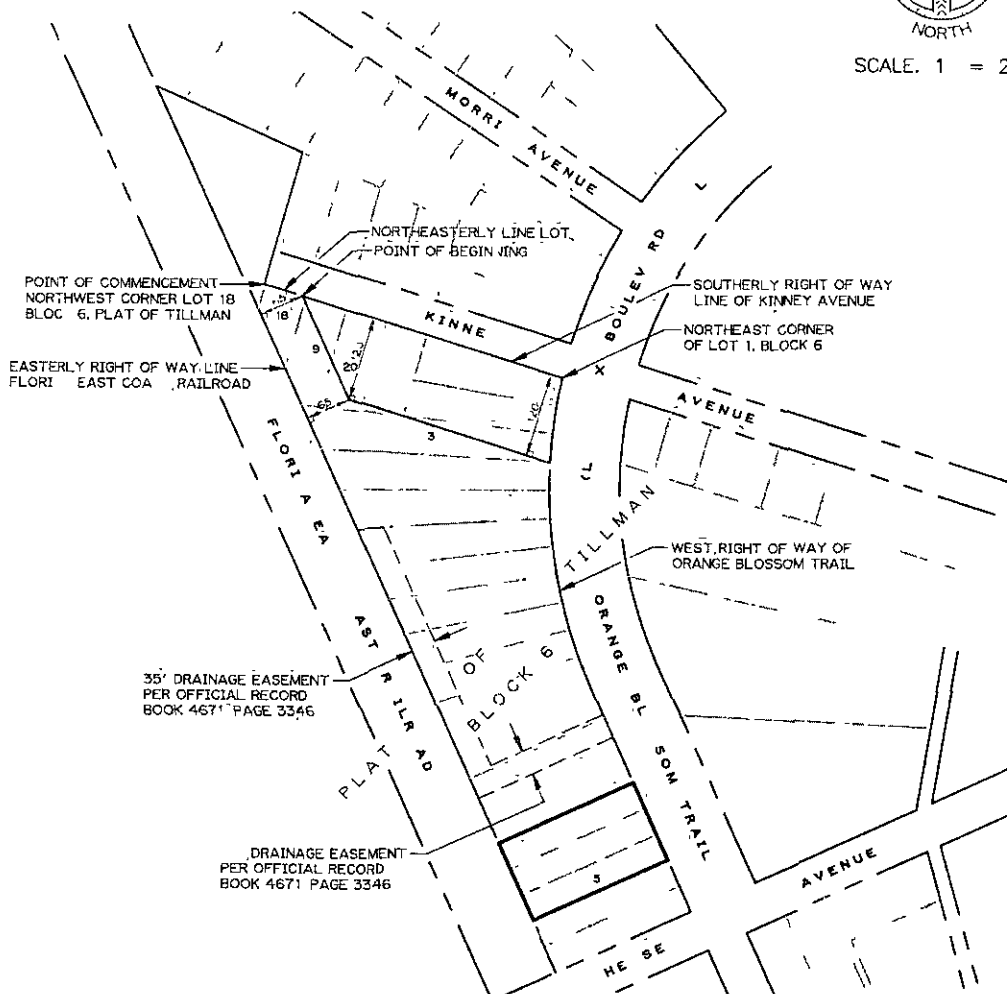 NORTH
SCALE. 1 = 2
MORRI AVENUE
NORTHEASTERLY LINE LOT
POINT OF BEGIN
POINT OF COMMENCEMENT
NORTHWEST CORNER LOT 18
BLOC 6, PLAT OF TILLMAN
18
KINNE
BOULEV RD
SOUTHERLY RIGHT OF WAY
LINE OF KINNEY AVENUE
NORTHEAST CORNER
OF LOT 1, BLOCK 6
EASTERLY RIGHT OF WAY LINE
FLORI EAST COA RAILROAD
9
65
3
120
AVENUE
FLORI A EA
AST R ILR AD
WEST RIGHT OF WAY OF
ORANGE BLOSSOM TRAIL
35' DRAINAGE EASEMENT
PER OFFICIAL RECORD
BOOK 4671 PAGE 3346
PLAT OF TILLMAN
BLOCK 6
ORANGE BL SOM TRAIL
DRAINAGE EASEMENT
PER OFFICIAL RECORD
BOOK 4671 PAGE 3346
5
HE SE AVENUE